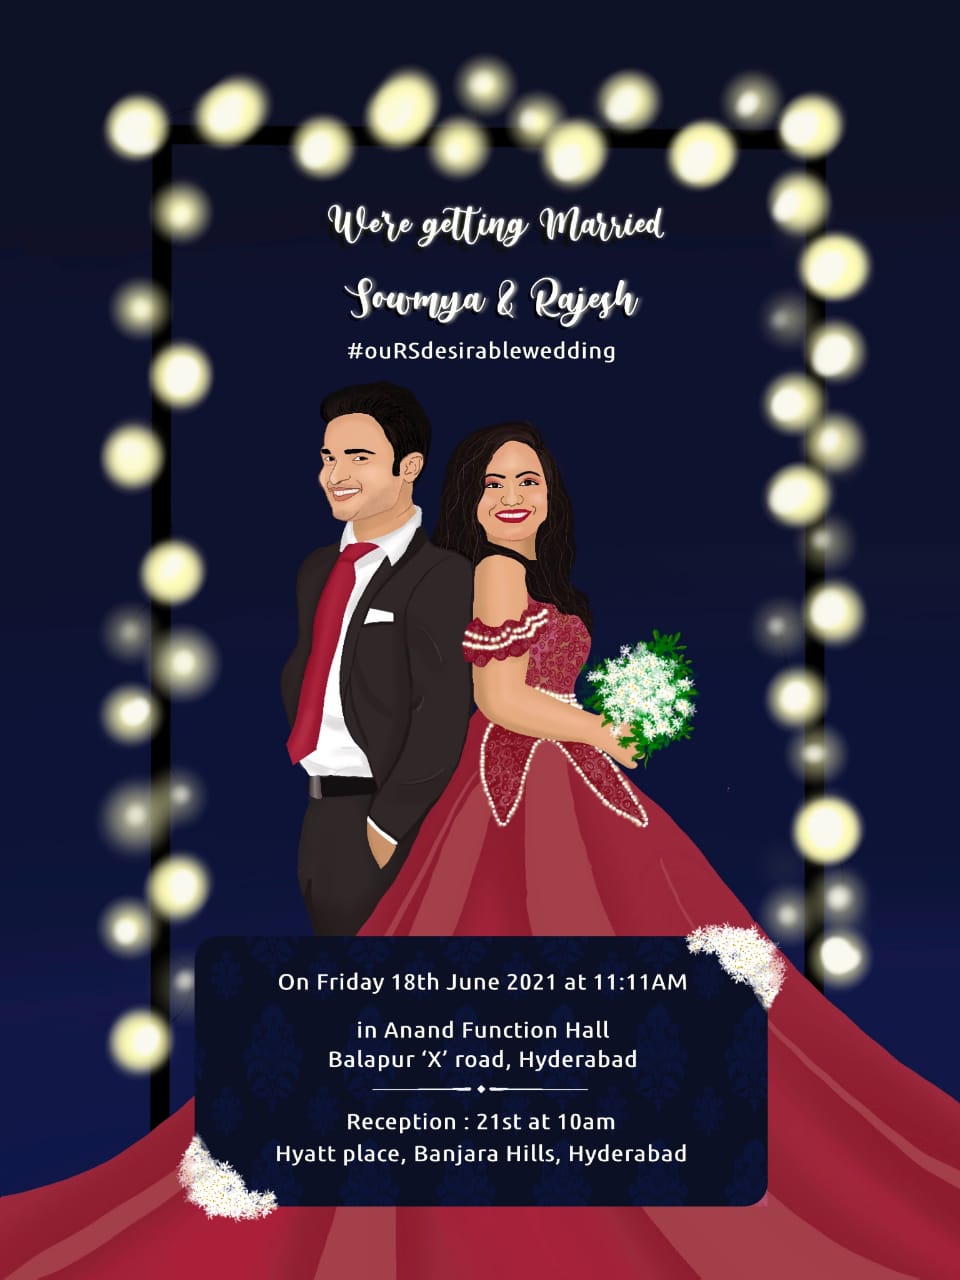 We're getting Married
Sowmya & Rajesh
#ouRSdesirablewedding
On Friday 18th June 2021 at 11:11AM
in Anand Function Hall
Balapur ‘X’ road, Hyderabad
Reception : 21st at 10am
Hyatt place, Banjara Hills, Hyderabad